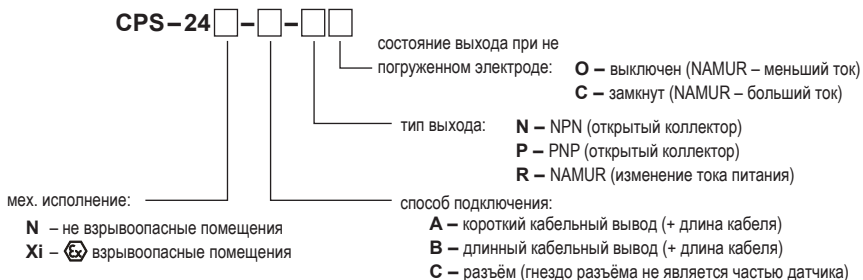 CPS–24□–□–□□
состояние выхода при не
погруженном электроде:
О – выключен (NAMUR – меньший ток)
С – замкнут (NAMUR – больший ток)
тип выхода:
N – NPN (открытый коллектор)
P – PNP (открытый коллектор)
R – NAMUR (изменение тока питания)
мех. исполнение:
N – не взрывоопасные помещения
Xi – Ex взрывоопасные помещения
способ подключения:
A – короткий кабельный вывод (+ длина кабеля)
B – длинный кабельный вывод (+ длина кабеля)
C – разъём (гнездо разъёма не является частью датчика)